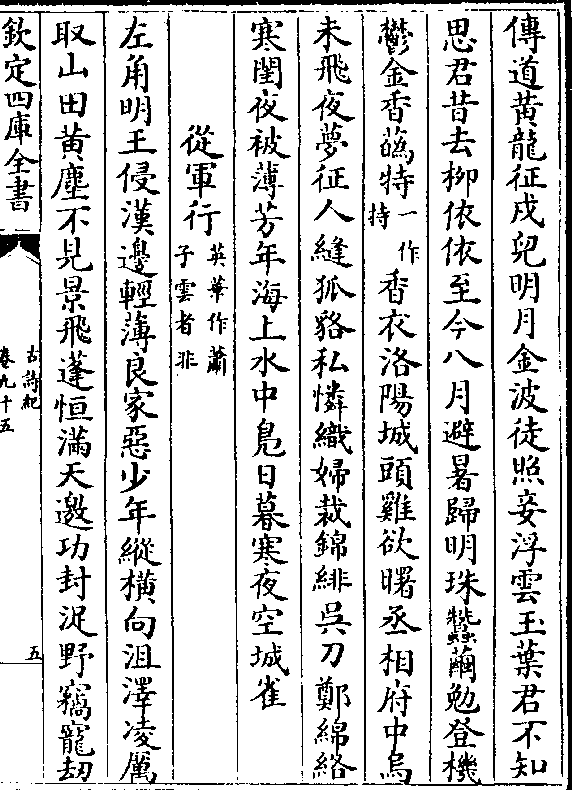 傳道黄龍征戍兒明月金波徒照妾浮雲玉葉君不知
思君昔去柳依依至今八月避暑歸明珠蠶繭勉登機
鬱金香蘤特一作持香衣洛陽城頭雞欲曙丞相府中烏
未飛夜夢征人縫狐貉私憐織婦裁錦緋吳刀鄭綿絡
寒閨夜被薄芳年海上水中鳬日暮寒夜空城雀
從軍行英華作蕭子雲者非
左角明王侵漢邊輕薄良家惡少年縱横向沮澤凌厲
取山田黄塵不見景飛蓬恒滿天邀功封浞野竊寵刼
欽定四庫全書
古詩紀
卷九十五
五